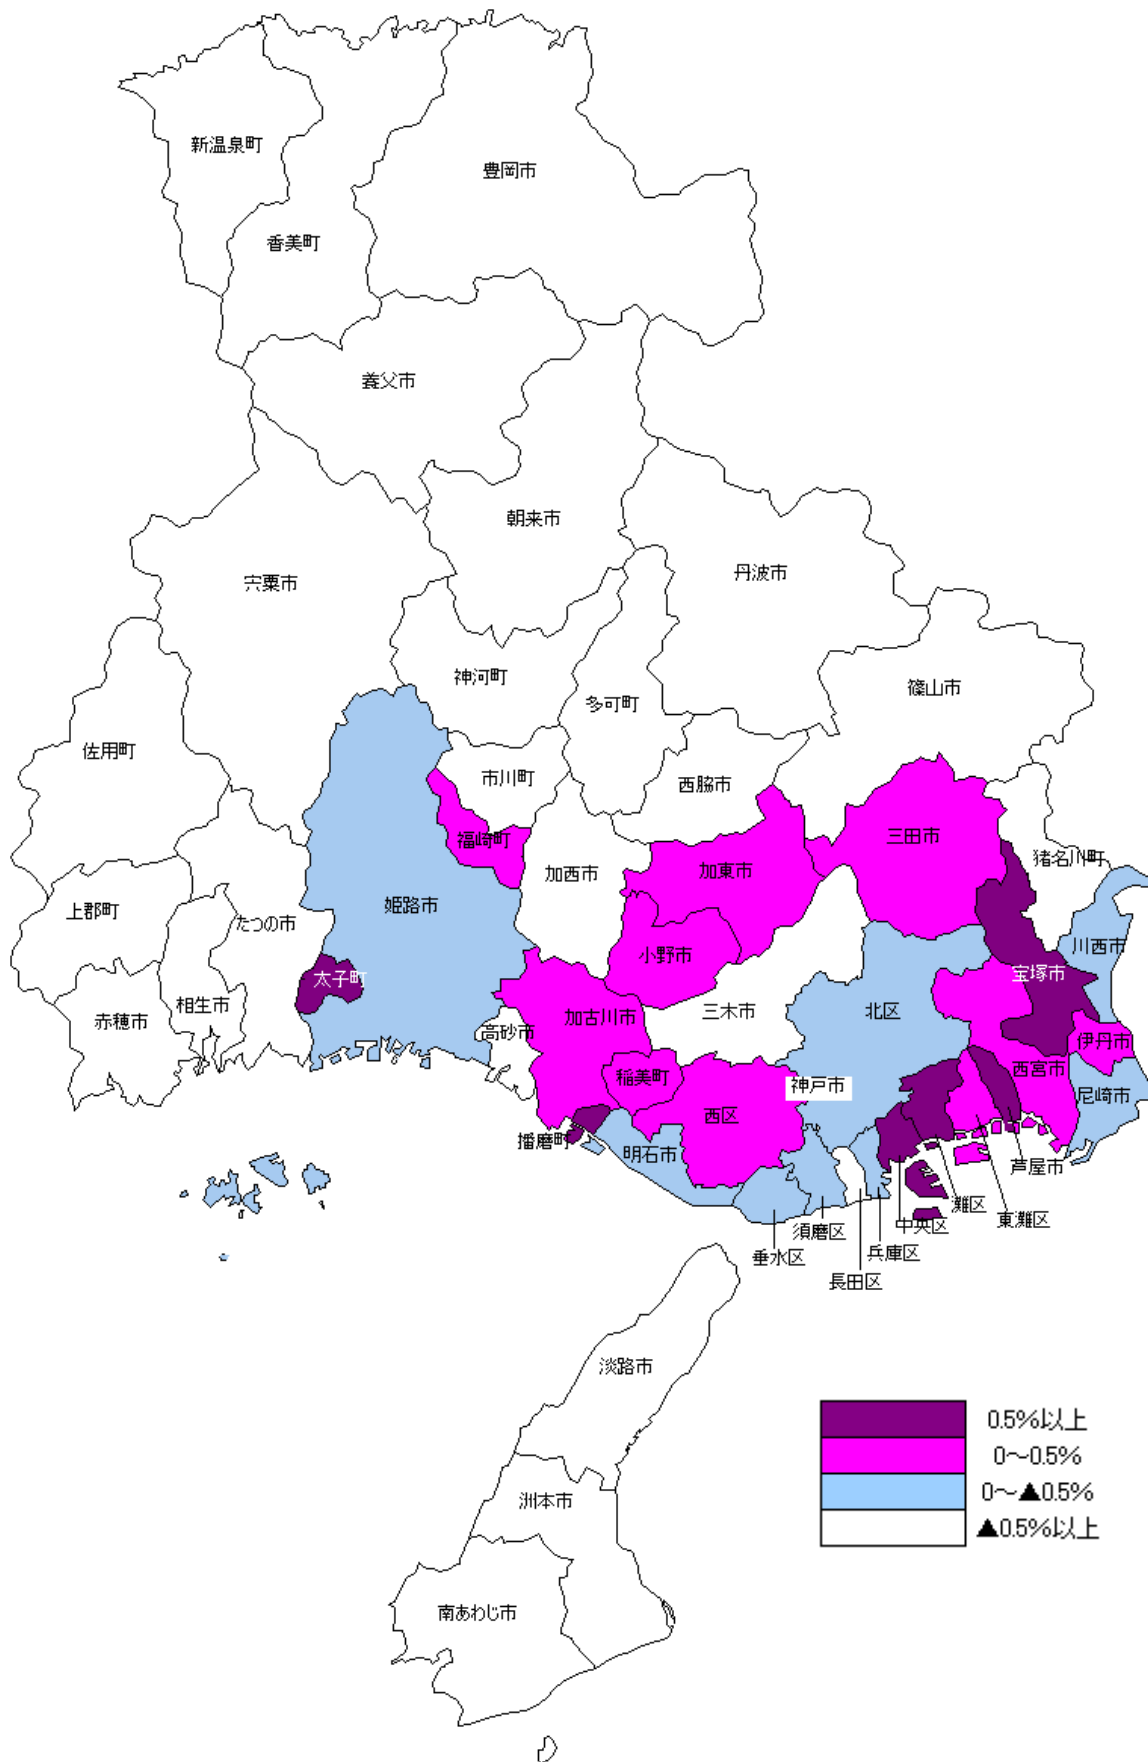 新温泉町
豊岡市
香美町
養父市
朝来市
宍粟市
丹波市
神河町
多可町
篠山市
佐用町
市川町
西脇市
福崎町
加西市
加東市
三田市
猪名川町
上郡町
たつの市
姫路市
小野市
川西市
太子町
宝塚市
赤穂市
相生市
高砂市
加古川市
三木市
北区
伊丹市
稲美町
神戸市
西宮市
尼崎市
西区
播磨町
明石市
芦屋市
灘区
東灘区
中央区
須磨区
兵庫区
垂水区
長田区
淡路市
洲本市
南あわじ市
0.5%以上
0～0.5%
0～▲0.5%
▲0.5%以上